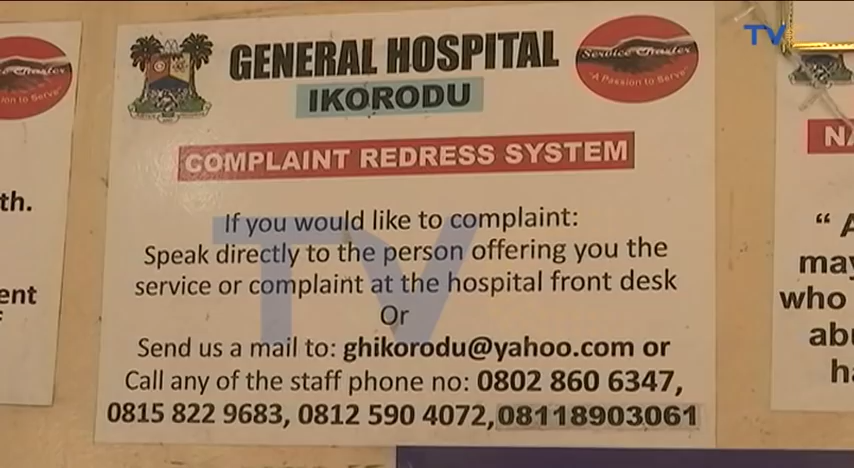 TV
GENERAL HOSPITAL
IKORODU
Service Charter
"A Passion to Serve"
COMPLAINT REDRESS SYSTEM
If you would like to complaint:
Speak directly to the person offering you the
service or complaint at the hospital front desk
Or
Send us a mail to: ghikorodu@yahoo.com or
Call any of the staff phone no: 0802 860 6347,
0815 822 9683, 0812 590 4072,08118903061
TV
th.
“ A
may
who